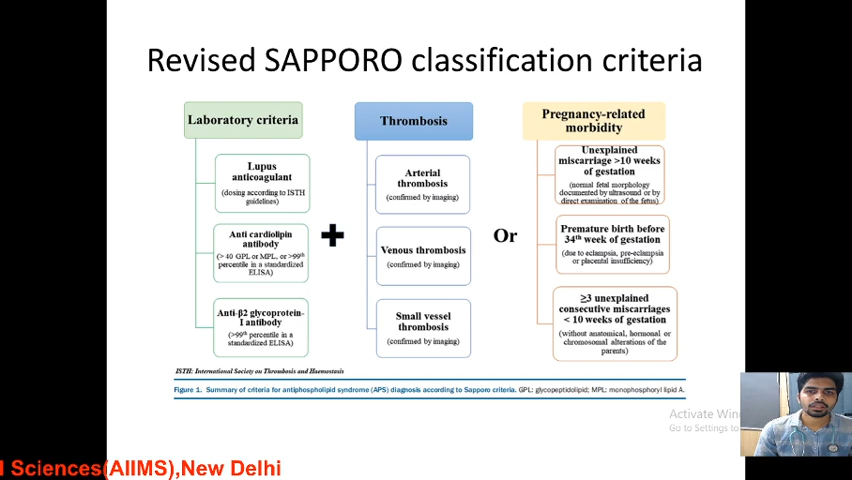 Revised SAPPORO classification criteria
Laboratory criteria
Lupus
anticoagulant
(dosing according to ISTH
guidelines)
Anti cardiolipin
antibody
(> 40 GPL or MPL, or >99th
percentile in a standardized
ELISA)
Anti-β2 glycoprotein-
I antibody
(>99th percentile in a
standardized ELISA)
+
Thrombosis
Arterial
thrombosis
(confirmed by imaging)
Venous thrombosis
(confirmed by imaging)
Small vessel
thrombosis
(confirmed by imaging)
Or
Pregnancy-related
morbidity
Unexplained
miscarriage >10 weeks
of gestation
(normal fetal morphology
documented by ultrasound or by
direct examination of the fetus)
Premature birth before
34th week of gestation
(due to eclampsia, pre-eclampsia
or placental insufficiency)
≥3 unexplained
consecutive miscarriages
< 10 weeks of gestation
(without anatomical, hormonal or
chromosomal alterations of the
parents)
ISTH: International Society on Thrombosis and Haemostasis
Figure 1. Summary of criteria for antiphospholipid syndrome (APS) diagnosis according to Sapporo criteria. GPL: glycopeptidolipid; MPL: monophosphoryl lipid A.
Activate Win
Go to Settings to
l Sciences(AIIMS),New Delhi